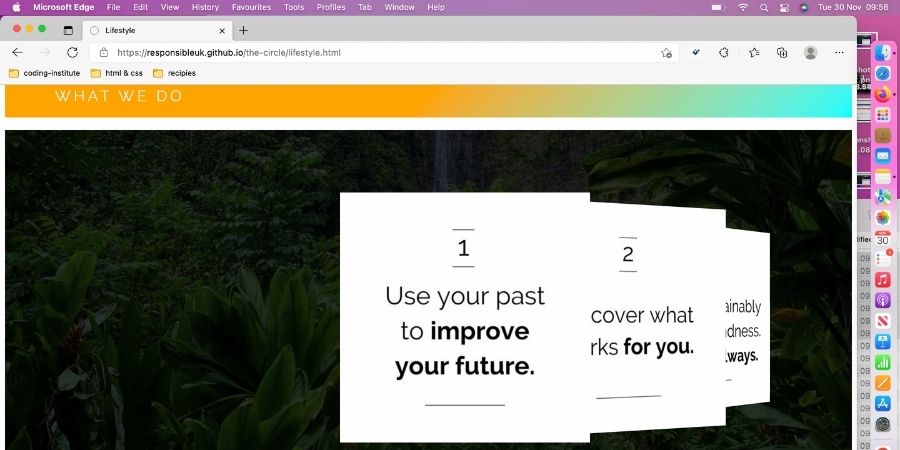 Microsoft Edge File Edit View History Favourites Tools Profiles Tab Window Help Tue 30 Nov 09:56
Lifestyle
https://responsibleuk.github.io/the-circle/lifestyle.html
coding-institute html & css recipies
WHAT WE DO
1
Use your past
to improve
your future.
2
cover what
rks for you.
ainably
dness.
lways.
30